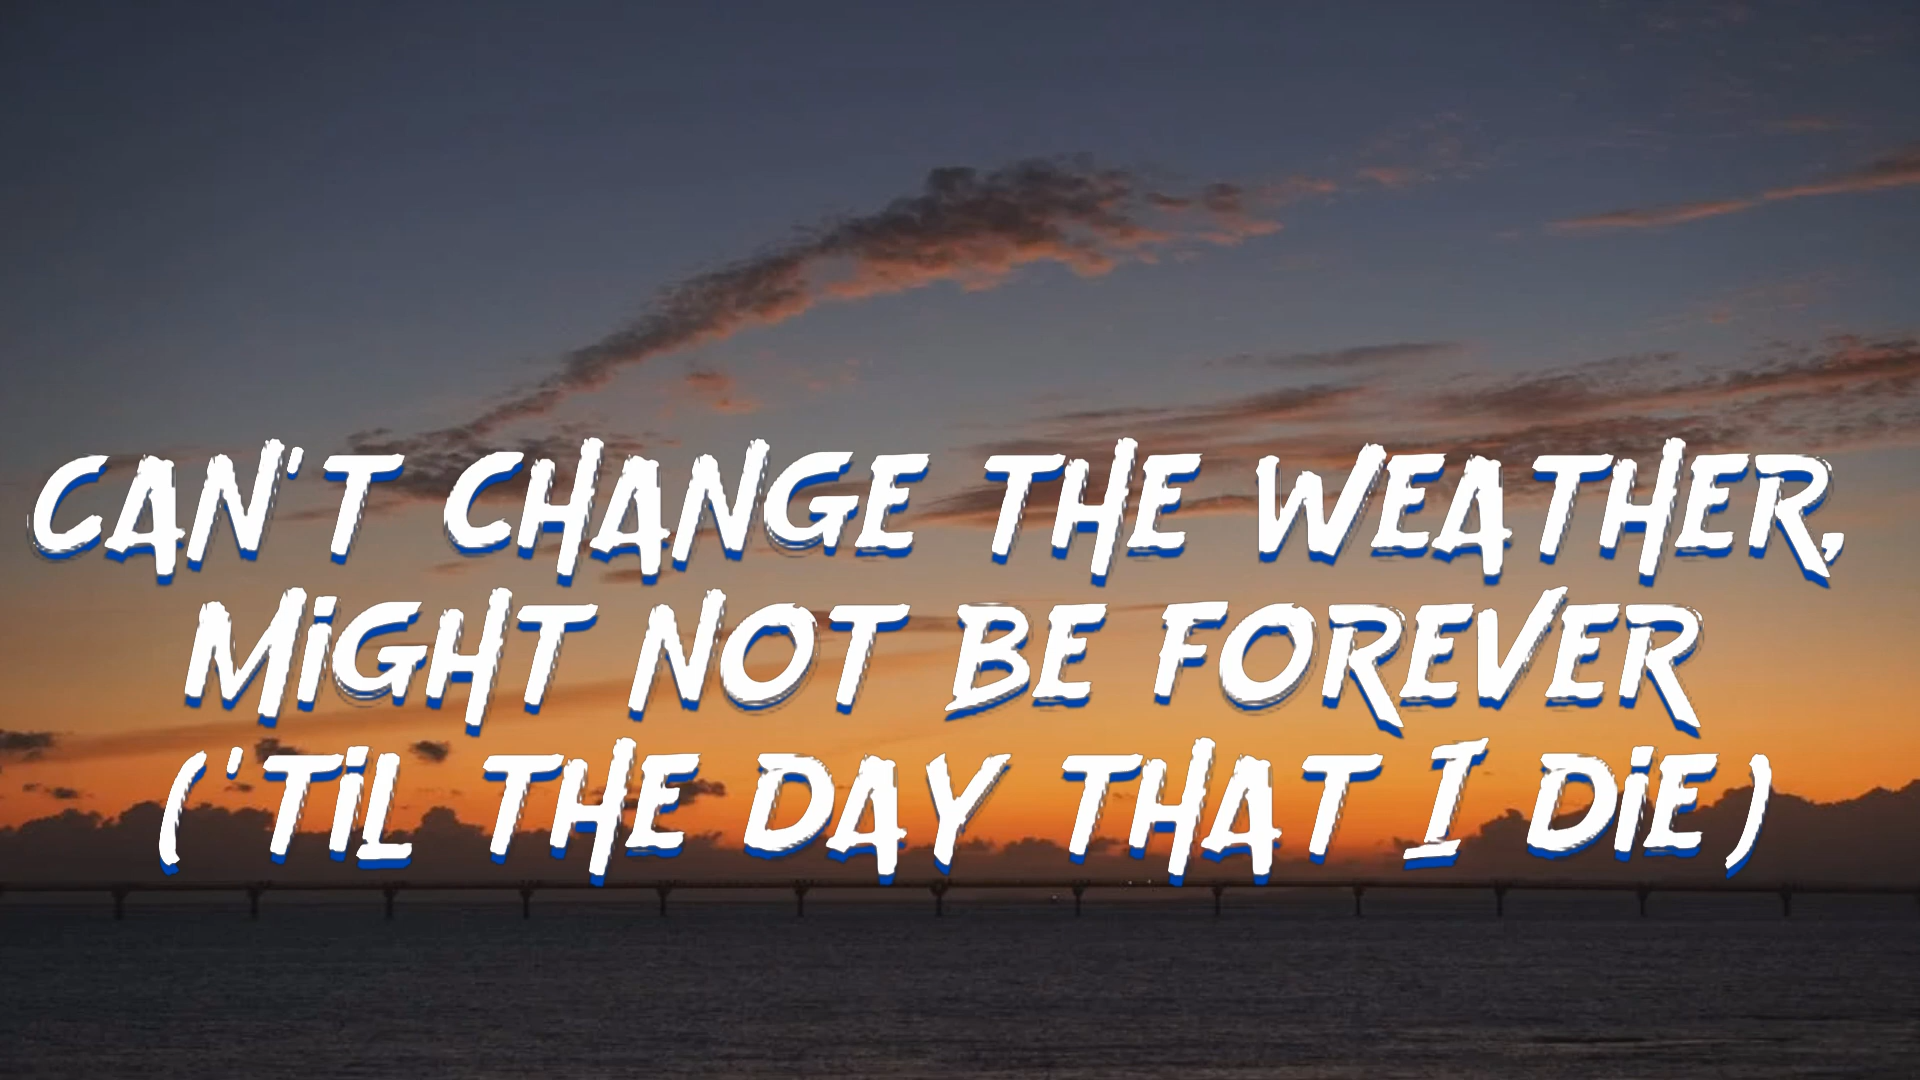 CAN'T CHANGE THE WEATHER,
MiGHT NOT BE FOREVER
('TiL THE DAY THAT I DiE)